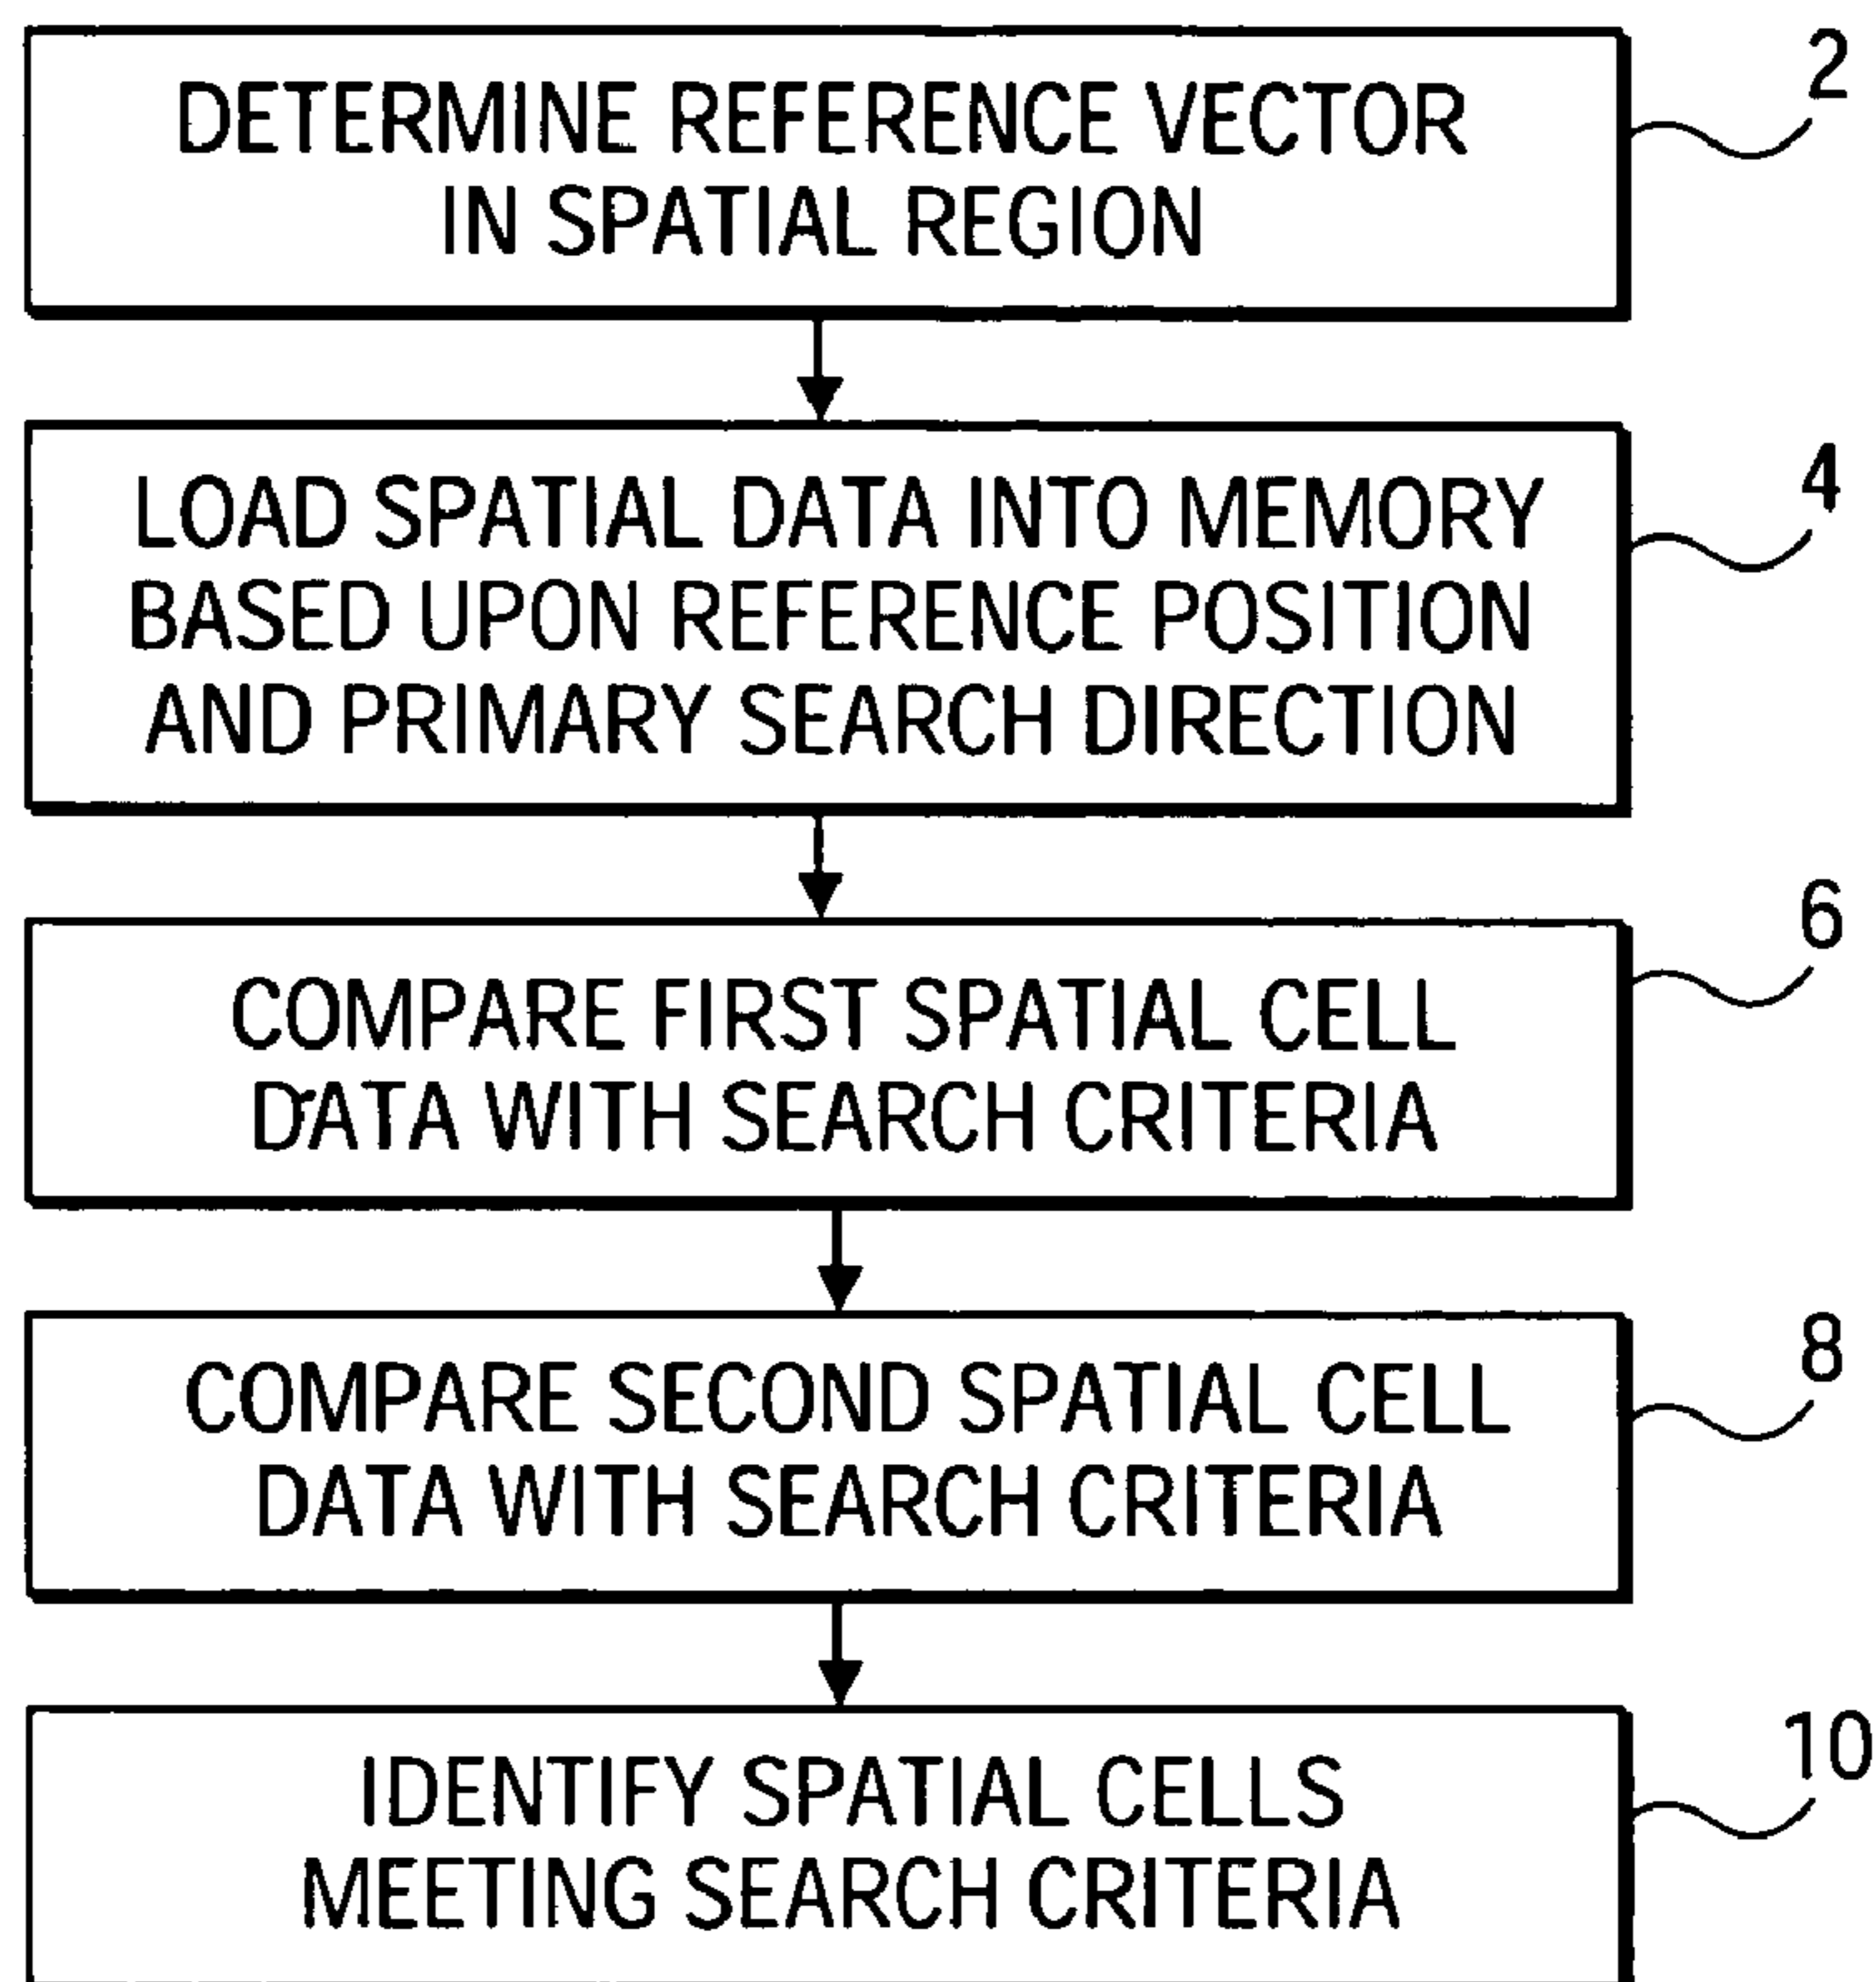 DETERMINE REFERENCE VECTOR
IN SPATIAL REGION
2
LOAD SPATIAL DATA INTO MEMORY
BASED UPON REFERENCE POSITION
AND PRIMARY SEARCH DIRECTION
4
COMPARE FIRST SPATIAL CELL
DATA WITH SEARCH CRITERIA
6
COMPARE SECOND SPATIAL CELL
DATA WITH SEARCH CRITERIA
8
IDENTIFY SPATIAL CELLS
MEETING SEARCH CRITERIA
10